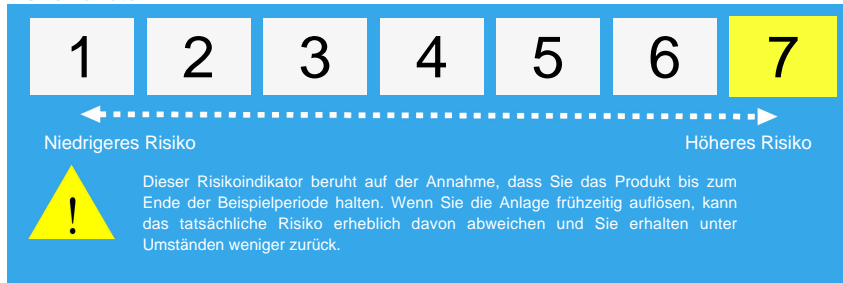 1 2 3 4 5 6 7
Niedrigeres Risiko Höheres Risiko
!
Dieser Risikoindikator beruht auf der Annahme, dass Sie das Produkt bis zum
Ende der Beispielperiode halten. Wenn Sie die Anlage frühzeitig auflösen, kann
das tatsächliche Risiko erheblich davon abweichen und Sie erhalten unter
Umständen weniger zurück.